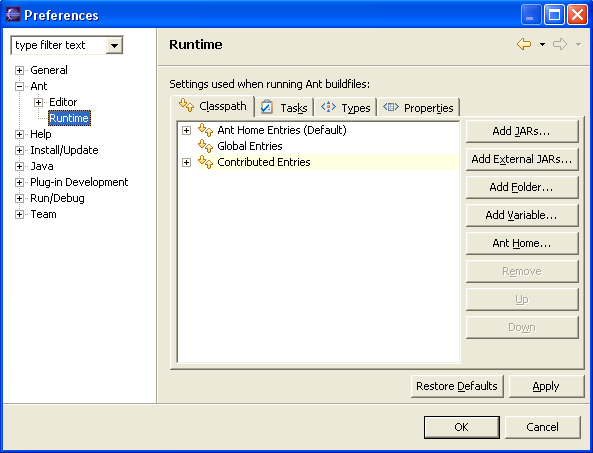 Preferences
type filter text
General
Ant
Editor
Runtime
Help
Install/Update
Java
Plug-in Development
Run/Debug
Team
Runtime
Settings used when running Ant buildfiles:
Classpath
Tasks
Types
Properties
Ant Home Entries (Default)
Global Entries
Contributed Entries
Add JARs...
Add External JARs...
Add Folder...
Add Variable...
Ant Home...
Remove
Up
Down
Restore Defaults
Apply
OK
Cancel